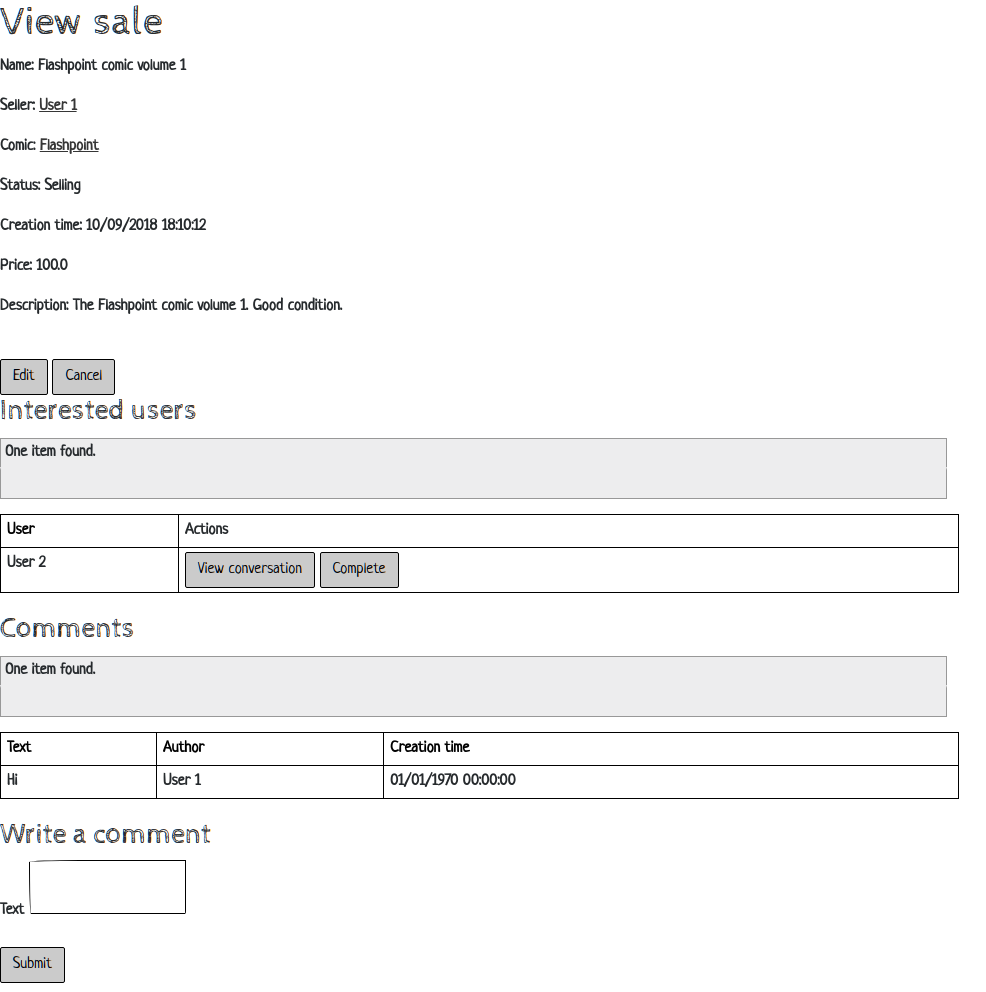 View sale
Name: Flashpoint comic volume 1
Seller: User 1
Comic: Flashpoint
Status: Selling
Creation time: 10/09/2018 18:10:12
Price: 100.0
Description: The Flashpoint comic volume 1. Good condition.
Edit Cancel
Interested users
One item found.
User Actions
User 2 View conversation Complete
Comments
One item found.
Text Author Creation time
Hi User 1 01/01/1970 00:00:00
Write a comment
Text
Submit